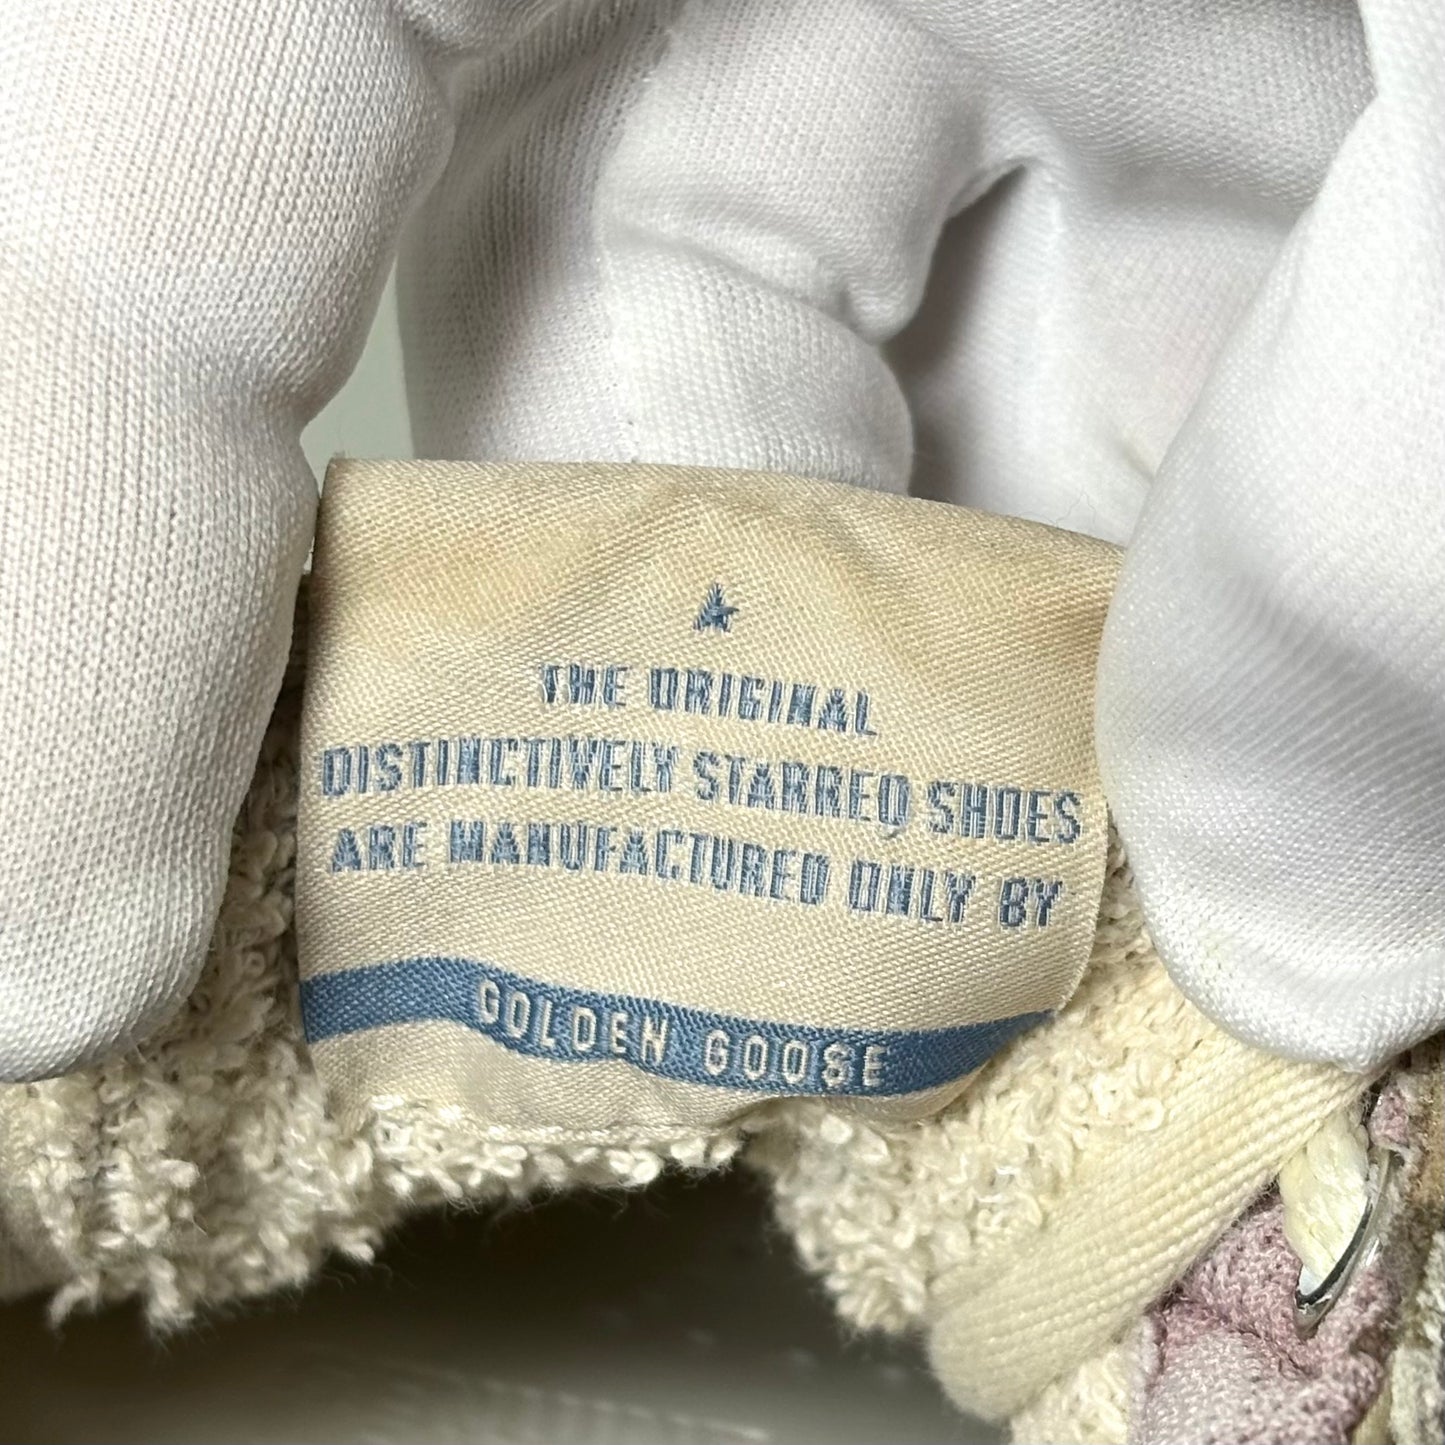 THE ORIGINAL
DISTINCTIVELY STARRED SHOES
ARE MANUFACTURED ONLY BY
GOLDEN GOOSE